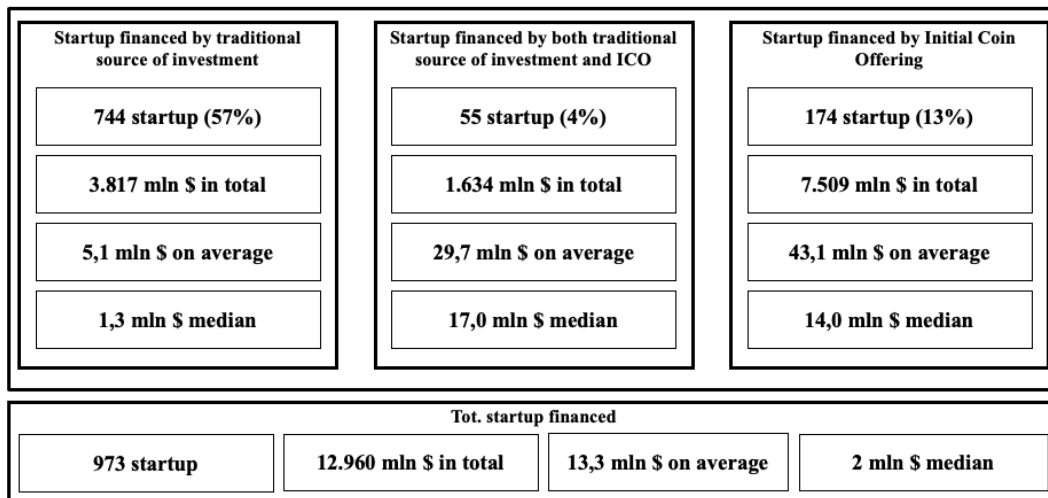 Startup financed by traditional
source of investment
744 startup (57%)
3.817 mln $ in total
5,1 mln $ on average
1,3 mln $ median
Startup financed by both traditional
source of investment and ICO
55 startup (4%)
1.634 mln $ in total
29,7 mln $ on average
17,0 mln $ median
Startup financed by Initial Coin
Offering
174 startup (13%)
7.509 mln $ in total
43,1 mln $ on average
14,0 mln $ median
Tot. startup financed
973 startup
12.960 mln $ in total
13,3 mln $ on average
2 mln $ median